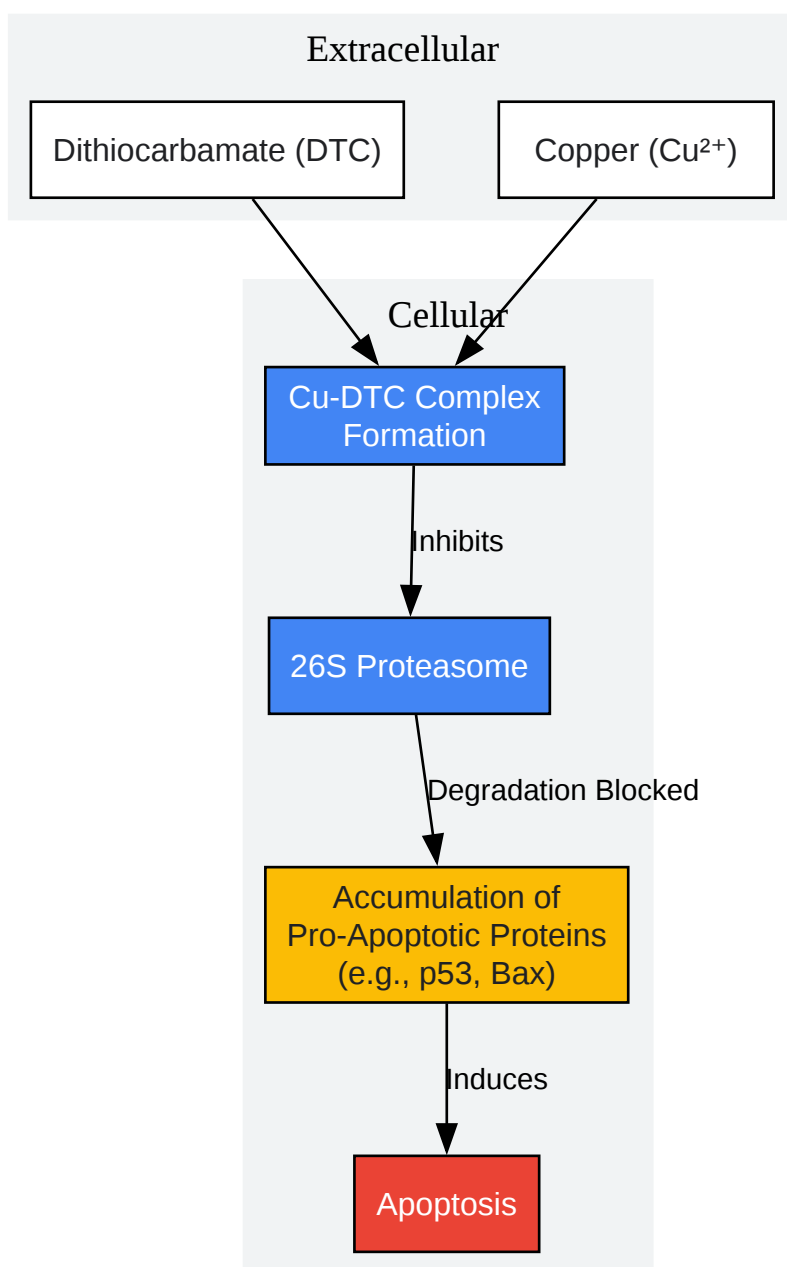 Extracellular
Dithiocarbamate (DTC)
Copper (Cu²⁺)
Cellular
Cu-DTC Complex
Formation
Inhibits
26S Proteasome
Degradation Blocked
Accumulation of
Pro-Apoptotic Proteins
(e.g., p53, Bax)
Induces
Apoptosis